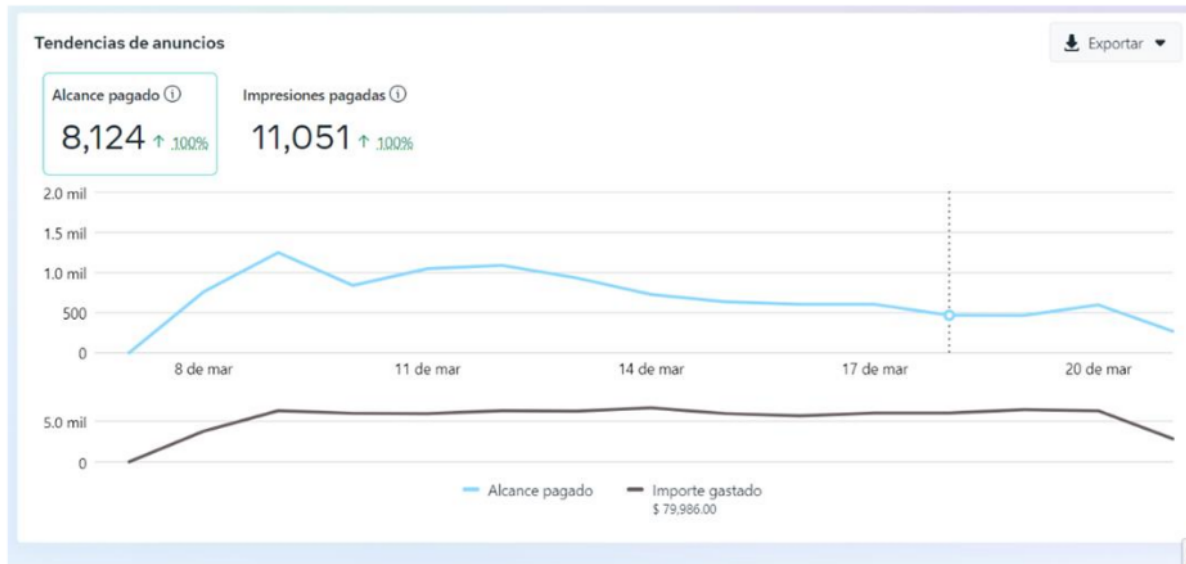 Tendencias de anuncios
Exportar
Alcance pagado
Impresiones pagadas
8,124 ↑ 100%
11,051 ↑ 100%
2.0 mil
1.5 mil
1.0 mil
500
0
8 de mar
11 de mar
14 de mar
17 de mar
20 de mar
5.0 mil
0
Alcance pagado
Importe gastado
$ 79,986.00